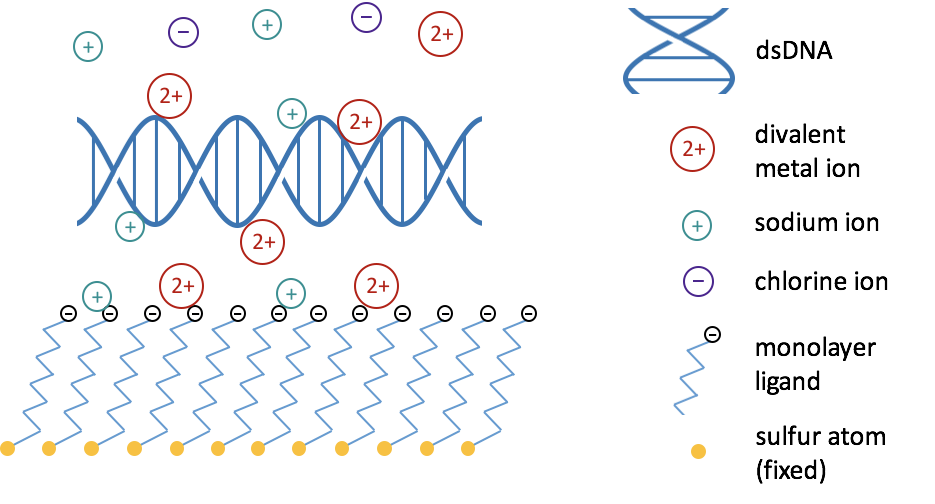 +
−
+
−
2+
dsDNA
2+
+
2+
divalent
metal ion
2+
+
2+
+
sodium ion
2+
+
2+
+
2+
−
chlorine ion
− − − − − − − − − − − −
−
monolayer
ligand
sulfur atom
(fixed)